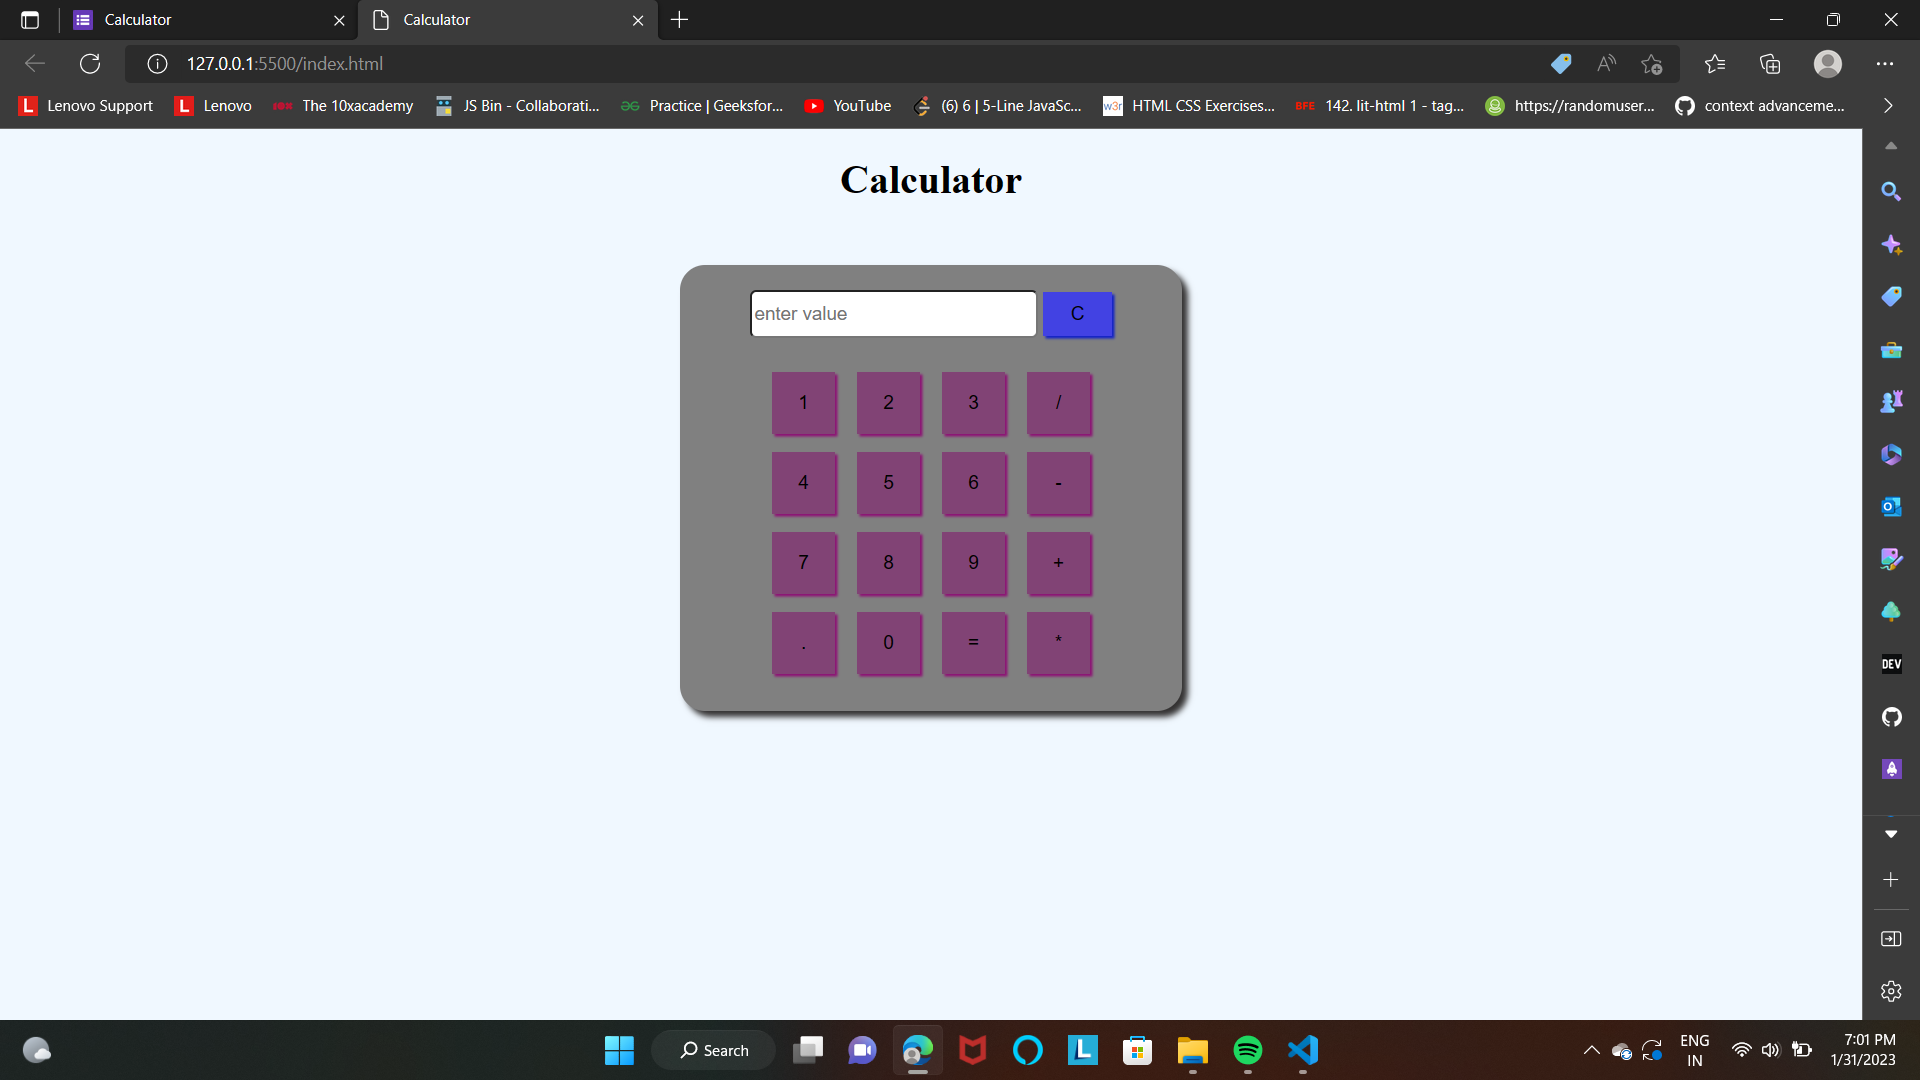 Calculator
Calculator
127.0.0.1:5500/index.html
Lenovo Support
Lenovo
The 10xacademy
JS Bin - Collaborati...
Practice | Geeksfor...
YouTube
(6) 6 | 5-Line JavaSc...
w3r
HTML CSS Exercises...
BFE
142. lit-html 1 - tag...
https://randomuser...
context advanceme...
Calculator
enter value
C
1 2 3 /
4 5 6 -
7 8 9 +
. 0 = *
DEV
Search
ENG
IN
7:01 PM
1/31/2023